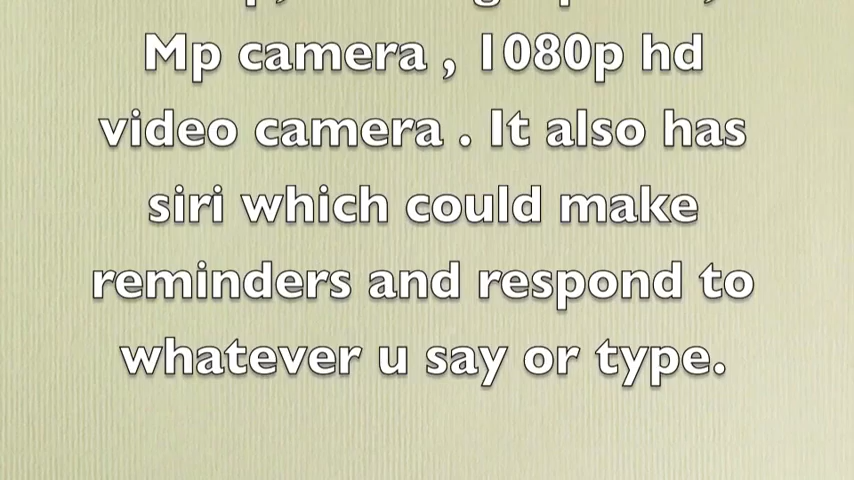 Mp camera , 1080p hd
video camera . It also has
siri which could make
reminders and respond to
whatever u say or type.